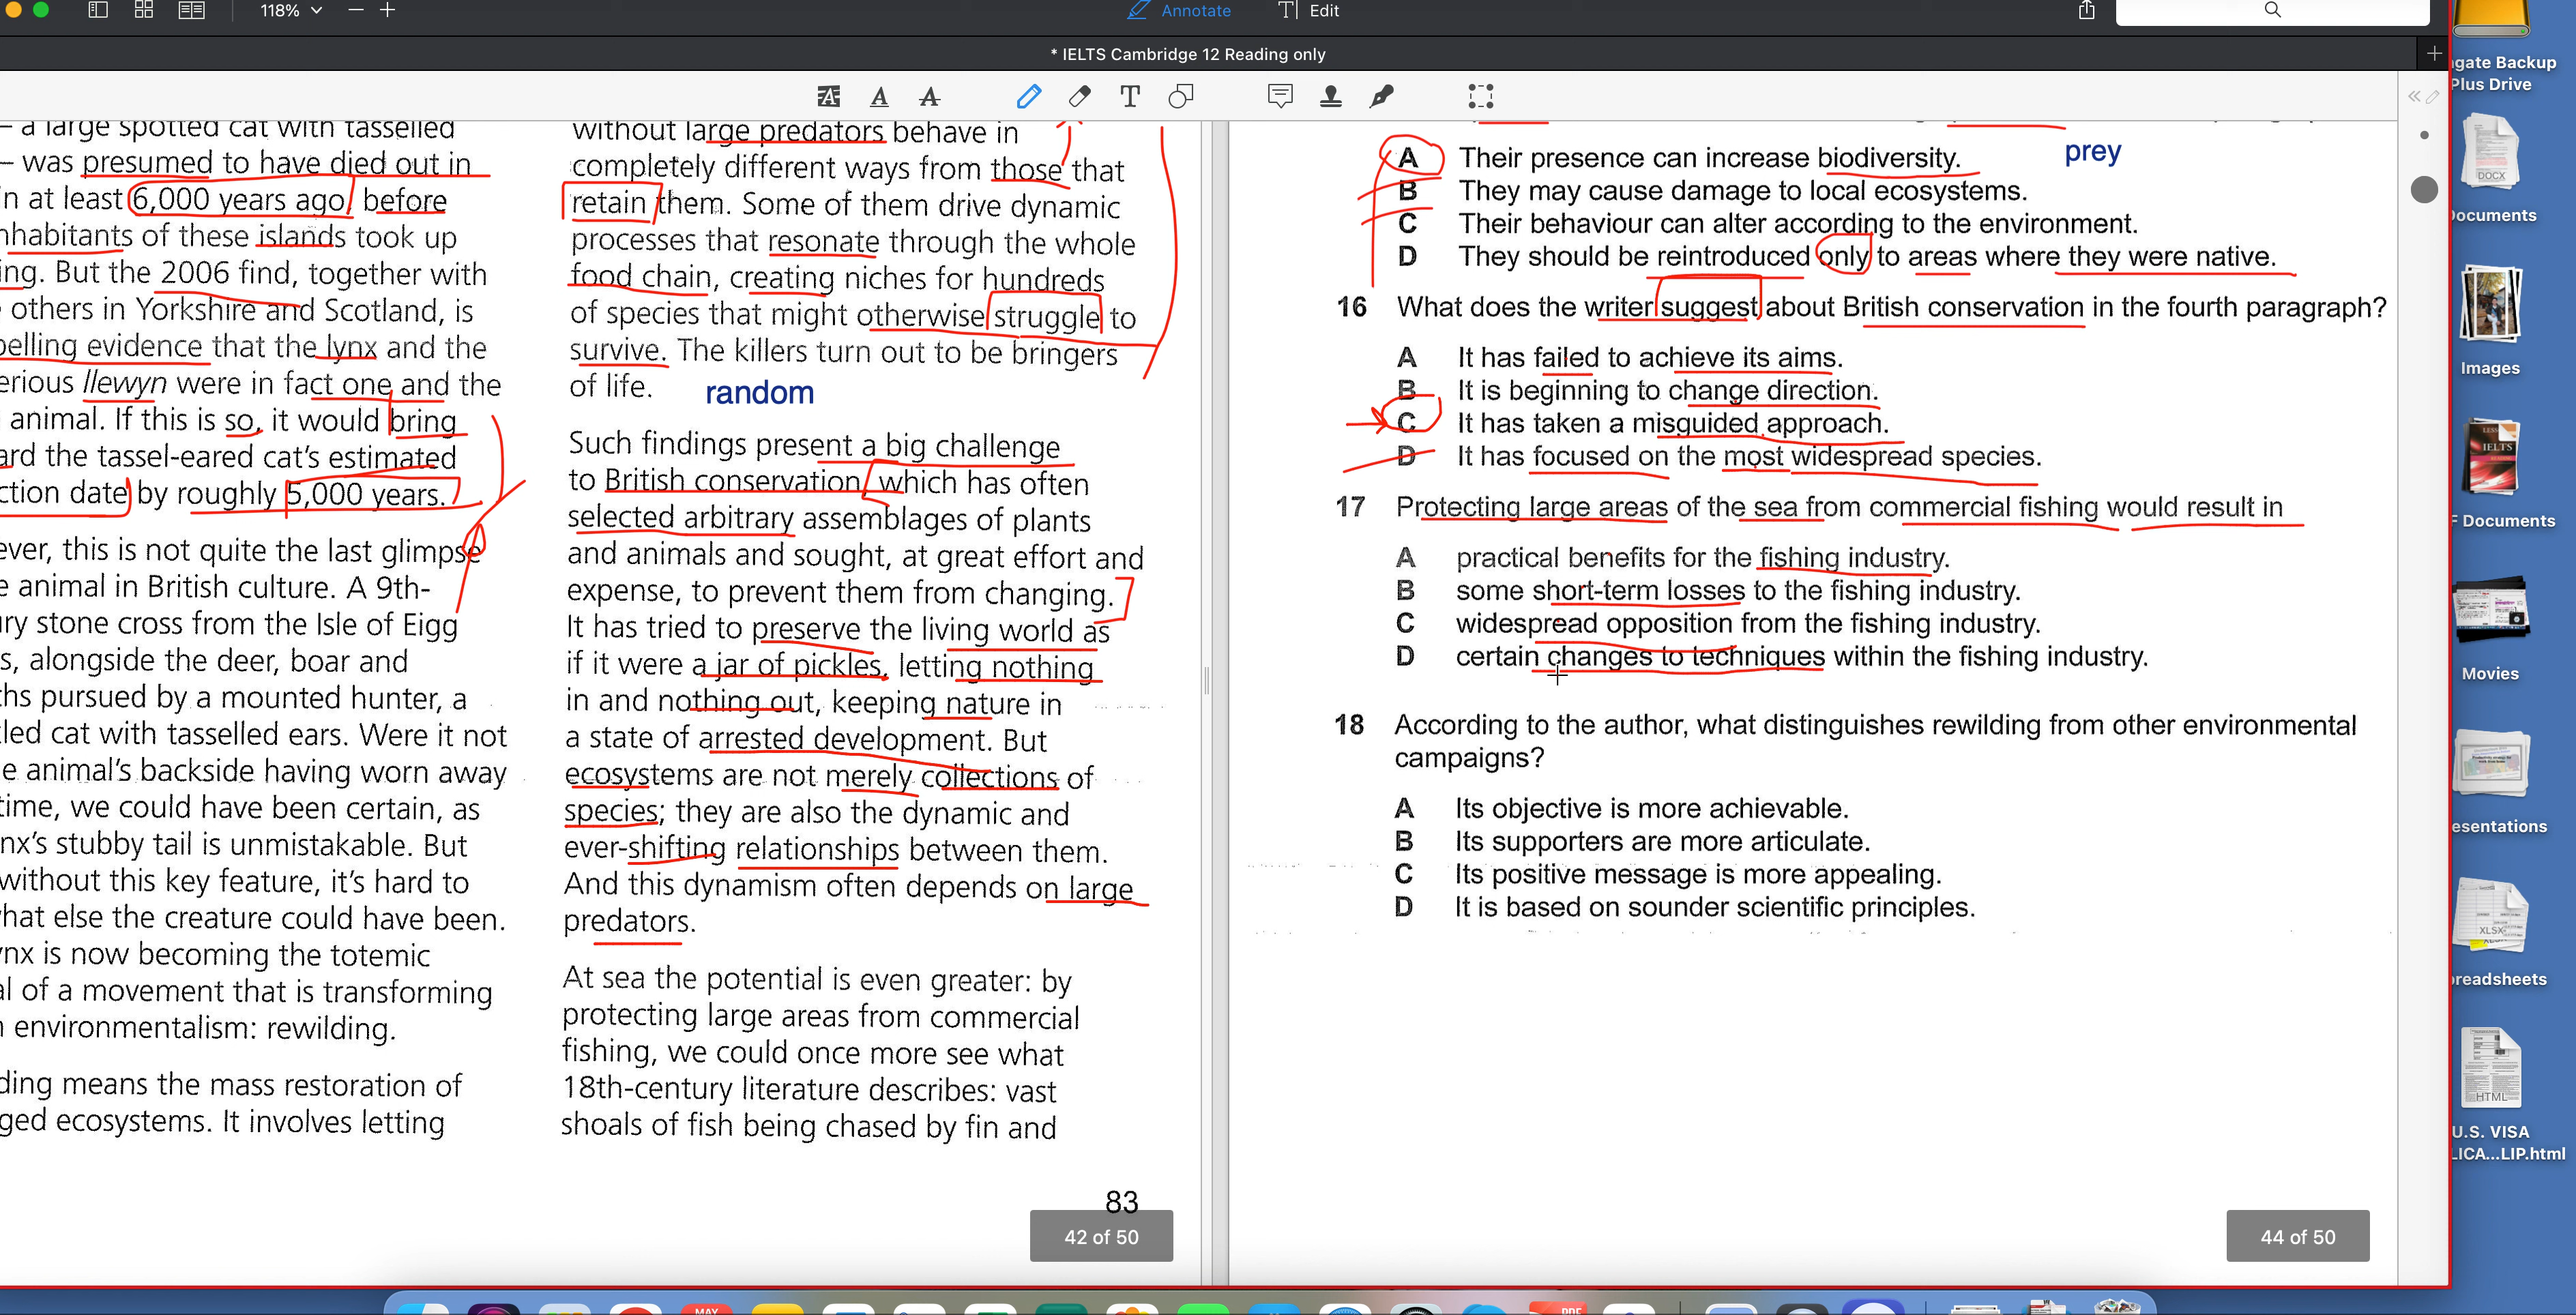 118%
Annotate
Edit
* IELTS Cambridge 12 Reading only
– a large spotted cat with tasselled
– was presumed to have died out in
n at least 6,000 years ago, before
nhabitants of these islands took up
ing. But the 2006 find, together with
others in Yorkshire and Scotland, is
pelling evidence that the lynx and the
erious llewyn were in fact one and the
animal. If this is so, it would bring
ard the tassel-eared cat's estimated
ction date by roughly 5,000 years.
ever, this is not quite the last glimpse
e animal in British culture. A 9th-
ry stone cross from the Isle of Eigg
s, alongside the deer, boar and
hs pursued by a mounted hunter, a
led cat with tasselled ears. Were it not
e animal's backside having worn away
time, we could have been certain, as
nx's stubby tail is unmistakable. But
without this key feature, it's hard to
hat else the creature could have been.
ynx is now becoming the totemic
al of a movement that is transforming
n environmentalism: rewilding.
ding means the mass restoration of
ged ecosystems. It involves letting
without large predators behave in
completely different ways from those that
retain them. Some of them drive dynamic
processes that resonate through the whole
food chain, creating niches for hundreds
of species that might otherwise struggle to
survive. The killers turn out to be bringers
of life.
random
Such findings present a big challenge
to British conservation, which has often
selected arbitrary assemblages of plants
and animals and sought, at great effort and
expense, to prevent them from changing.
It has tried to preserve the living world as
if it were a jar of pickles, letting nothing
in and nothing out, keeping nature in
a state of arrested development. But
ecosystems are not merely collections of
species; they are also the dynamic and
ever-shifting relationships between them.
And this dynamism often depends on large
predators.
At sea the potential is even greater: by
protecting large areas from commercial
fishing, we could once more see what
18th-century literature describes: vast
shoals of fish being chased by fin and
83
42 of 50
A Their presence can increase biodiversity.
prey
B They may cause damage to local ecosystems.
C Their behaviour can alter according to the environment.
D They should be reintroduced only to areas where they were native.
16 What does the writer suggest about British conservation in the fourth paragraph?
A It has failed to achieve its aims.
B It is beginning to change direction.
C It has taken a misguided approach.
D It has focused on the most widespread species.
17 Protecting large areas of the sea from commercial fishing would result in
A practical benefits for the fishing industry.
B some short-term losses to the fishing industry.
C widespread opposition from the fishing industry.
D certain changes to techniques within the fishing industry.
18 According to the author, what distinguishes rewilding from other environmental
campaigns?
A Its objective is more achievable.
B Its supporters are more articulate.
C Its positive message is more appealing.
D It is based on sounder scientific principles.
44 of 50
gate Backup
Plus Drive
DOCX
ocuments
Images
IELTS
F Documents
Movies
esentations
XLSX
preadsheets
HTML
U.S. VISA
LICA...LIP.html
MAY
PDF